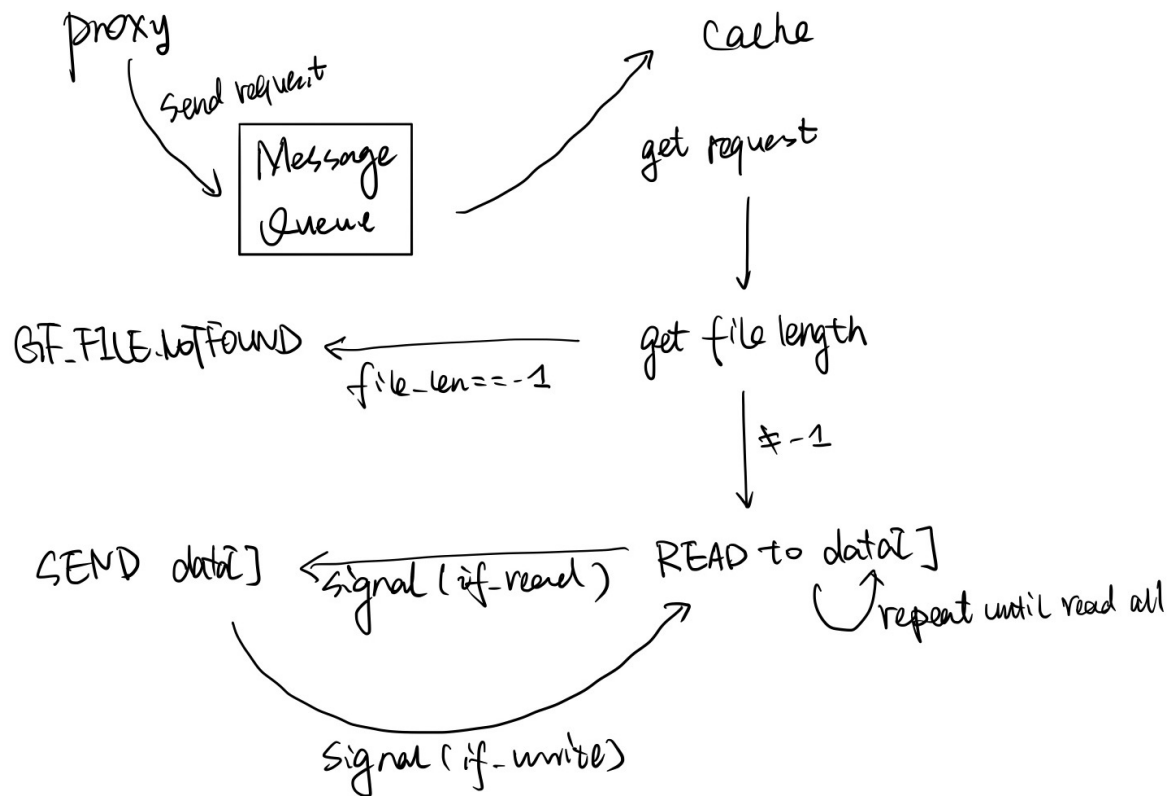 proxy
cache
send request
Message
Queue
get request
GF_FILE_NOTFOUND
file_len==-1
get file length
≠-1
SEND data[]
signal(if_read)
READ to data[]
repeat until read all
signal(if_write)